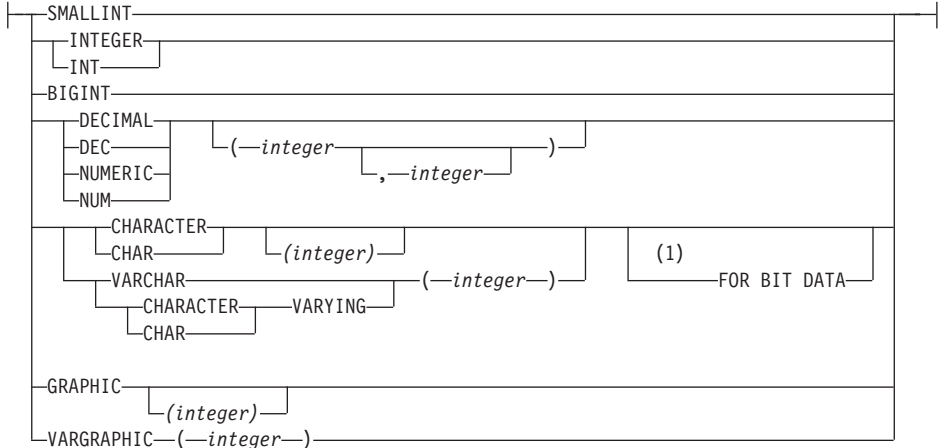 SMALLINT
INTEGER
INT
BIGINT
DECIMAL
DEC ( integer )
NUMERIC , integer
NUM
CHARACTER
CHAR (integer) (1)
VARCHAR ( integer ) FOR BIT DATA
CHARACTER VARYING
CHAR
GRAPHIC
(integer)
VARGRAPHIC ( integer )